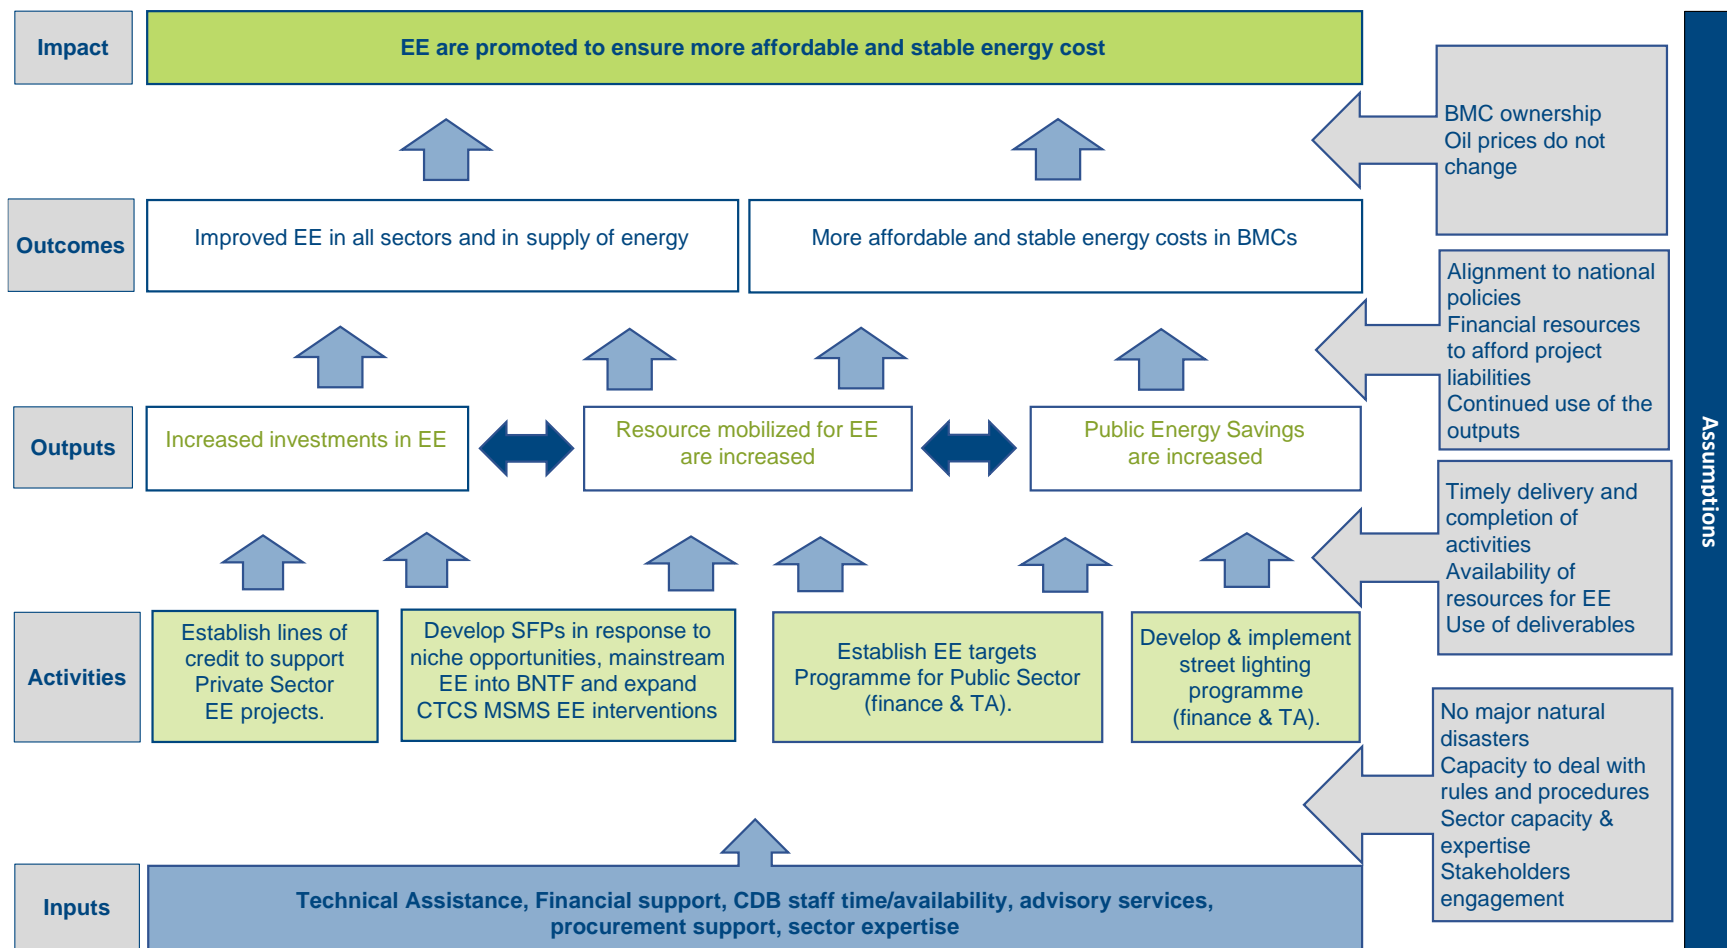 Impact
EE are promoted to ensure more affordable and stable energy cost
BMC ownership
Oil prices do not
change
Outcomes
Improved EE in all sectors and in supply of energy
More affordable and stable energy costs in BMCs
Alignment to national
policies
Financial resources
to afford project
liabilities
Continued use of the
outputs
Outputs
Increased investments in EE
Resource mobilized for EE
are increased
Public Energy Savings
are increased
Timely delivery and
completion of
activities
Availability of
resources for EE
Use of deliverables
Activities
Establish lines of
credit to support
Private Sector
EE projects.
Develop SFPs in response to
niche opportunities, mainstream
EE into BNTF and expand
CTCS MSMS EE interventions
Establish EE targets
Programme for Public Sector
(finance & TA).
Develop & implement
street lighting
programme
(finance & TA).
No major natural
disasters
Capacity to deal with
rules and procedures
Sector capacity &
expertise
Stakeholders
engagement
Inputs
Technical Assistance, Financial support, CDB staff time/availability, advisory services,
procurement support, sector expertise
Assumptions